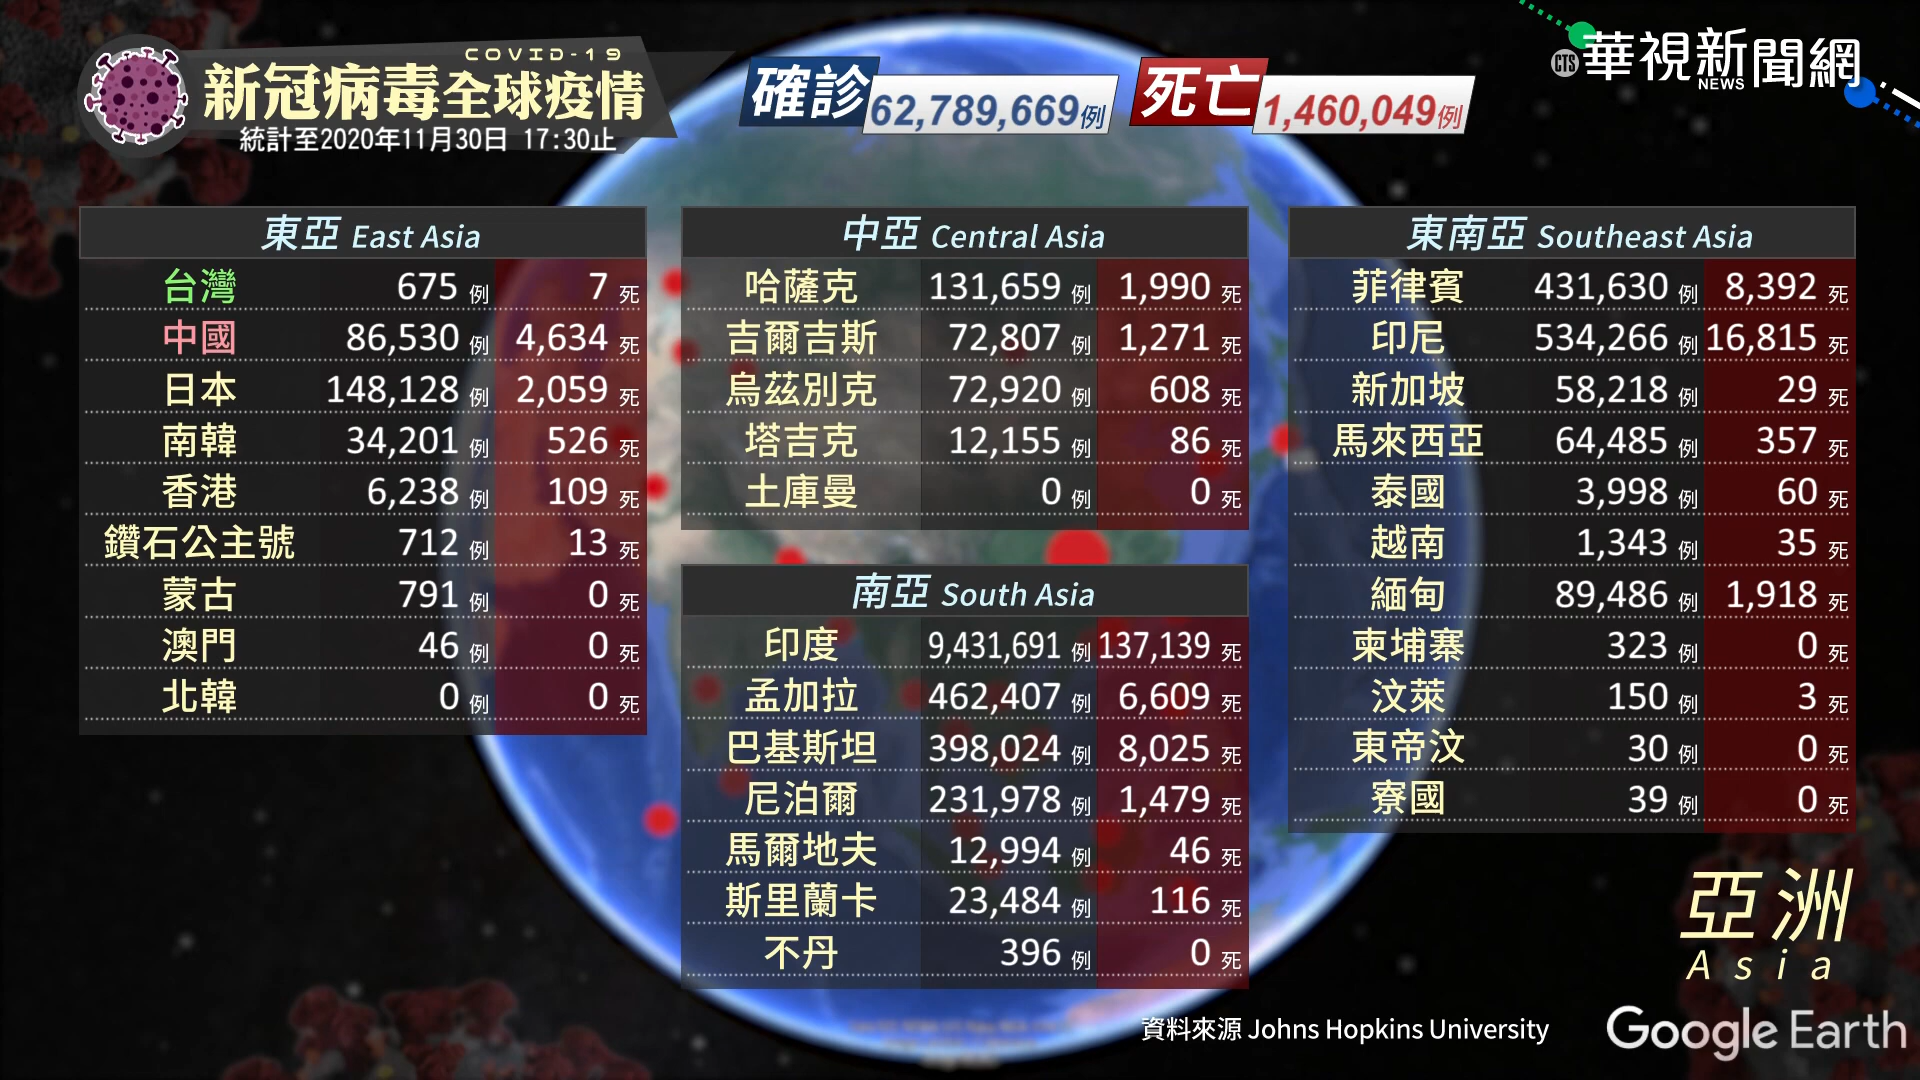 COVID-19
新冠病毒全球疫情
統計至2020年11月30日 17:30止
確診 62,789,669例
死亡 1,460,049例
CTS 華視新聞網
NEWS
東亞 East Asia
台灣 675 例 7 死
中國 86,530 例 4,634 死
日本 148,128 例 2,059 死
南韓 34,201 例 526 死
香港 6,238 例 109 死
鑽石公主號 712 例 13 死
蒙古 791 例 0 死
澳門 46 例 0 死
北韓 0 例 0 死
中亞 Central Asia
哈薩克 131,659 例 1,990 死
吉爾吉斯 72,807 例 1,271 死
烏茲別克 72,920 例 608 死
塔吉克 12,155 例 86 死
土庫曼 0 例 0 死
南亞 South Asia
印度 9,431,691 例 137,139 死
孟加拉 462,407 例 6,609 死
巴基斯坦 398,024 例 8,025 死
尼泊爾 231,978 例 1,479 死
馬爾地夫 12,994 例 46 死
斯里蘭卡 23,484 例 116 死
不丹 396 例 0 死
東南亞 Southeast Asia
菲律賓 431,630 例 8,392 死
印尼 534,266 例 16,815 死
新加坡 58,218 例 29 死
馬來西亞 64,485 例 357 死
泰國 3,998 例 60 死
越南 1,343 例 35 死
緬甸 89,486 例 1,918 死
柬埔寨 323 例 0 死
汶萊 150 例 3 死
東帝汶 30 例 0 死
寮國 39 例 0 死
亞洲
Asia
資料來源 Johns Hopkins University
Google Earth